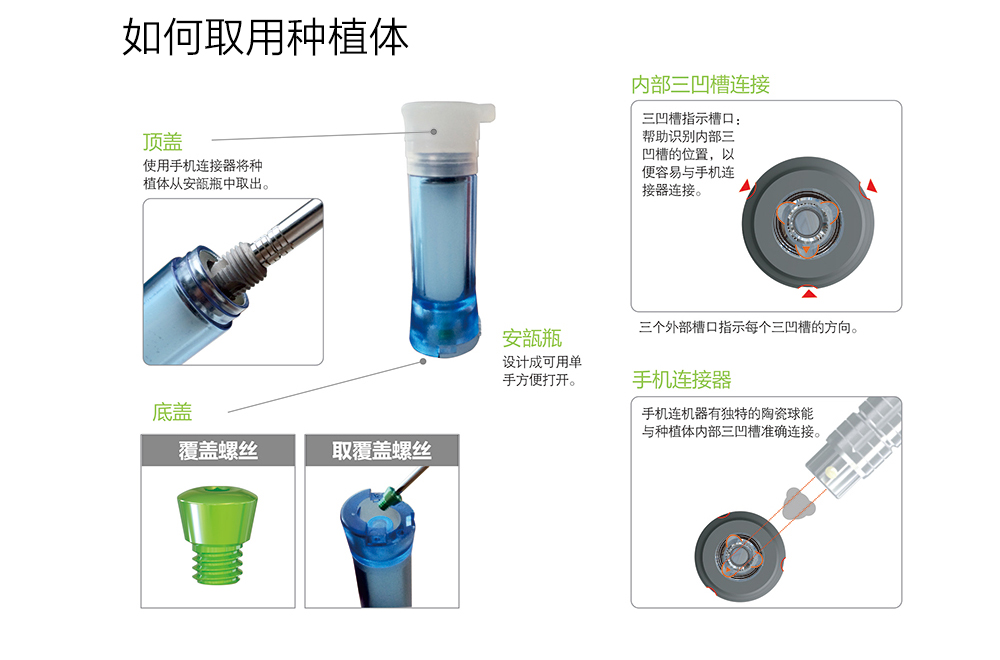 如何取用种植体
顶盖
使用手机连接器将种
植体从安瓿瓶中取出。
安瓿瓶
设计成可用单
手方便打开。
底盖
覆盖螺丝
取覆盖螺丝
内部三凹槽连接
三凹槽指示槽口：
帮助识别内部三
凹槽的位置，以
便容易与手机连
接器连接。
三个外部槽口指示每个三凹槽的方向。
手机连接器
手机连机器有独特的陶瓷球能
与种植体内部三凹槽准确连接。